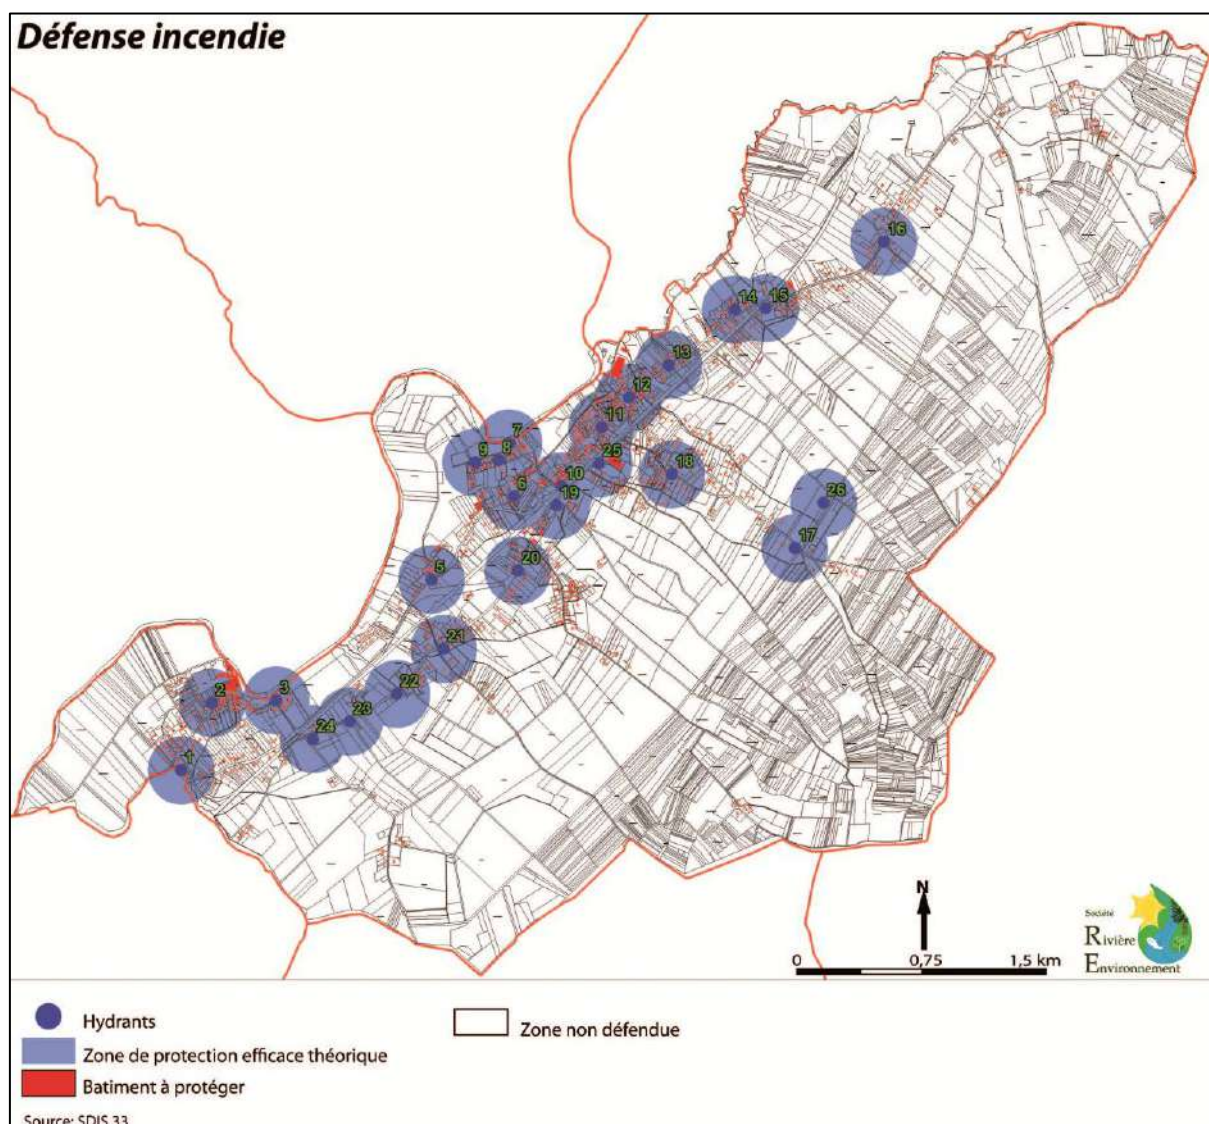 Défense incendie
16
14
15
13
12
11
7
9
8
25
18
10
6
19
26
17
20
5
21
22
2
3
23
24
1
N
0
0,75
1,5 km
Société
Rivière
Environnement
Hydrants
Zone non défendue
Zone de protection efficace théorique
Batiment à protéger
Source: SDIS 33